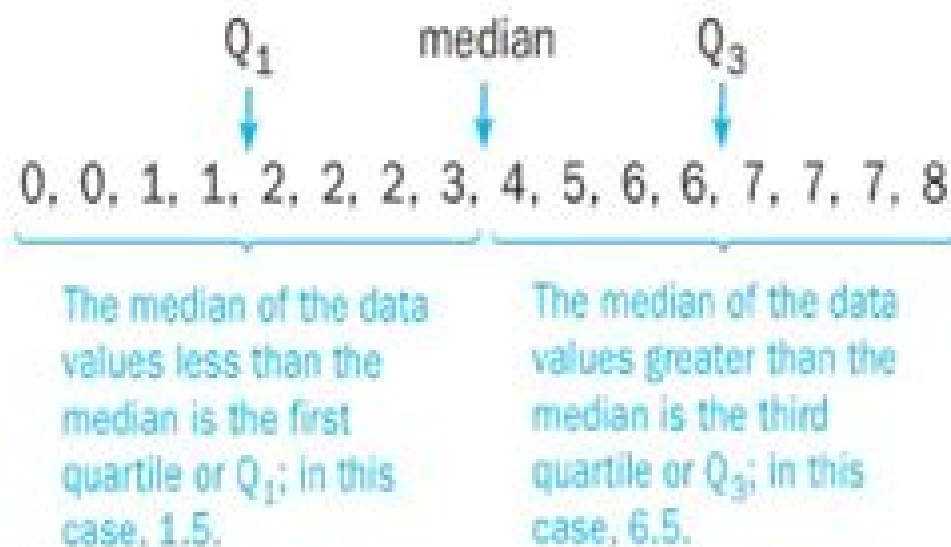 Q₁ median Q₃
0, 0, 1, 1, 2, 2, 2, 3, 4, 5, 6, 6, 7, 7, 7, 8
The median of the data
values less than the
median is the first
quartile or Q₁; in this
case, 1.5.
The median of the data
values greater than the
median is the third
quartile or Q₃; in this
case, 6.5.